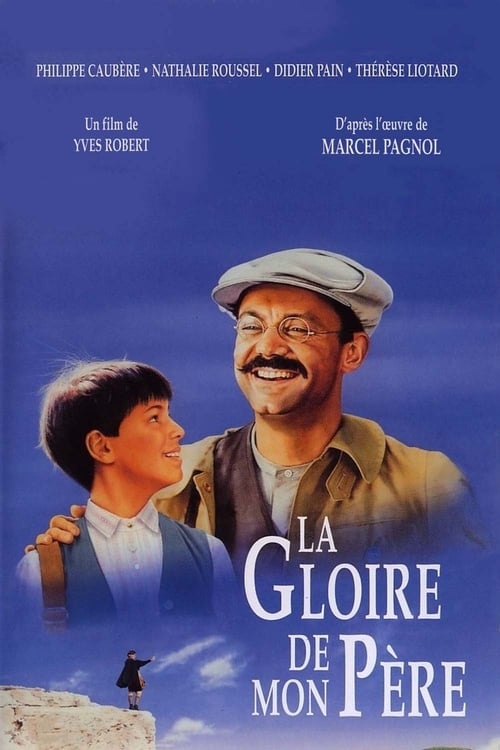 PHILIPPE CAUBÈRE • NATHALIE ROUSSEL • DIDIER PAIN • THÉRÈSE LIOTARD
Un film de
YVES ROBERT
D'après l'œuvre de
MARCEL PAGNOL
LA
GLOIRE
DE
MON PÈRE